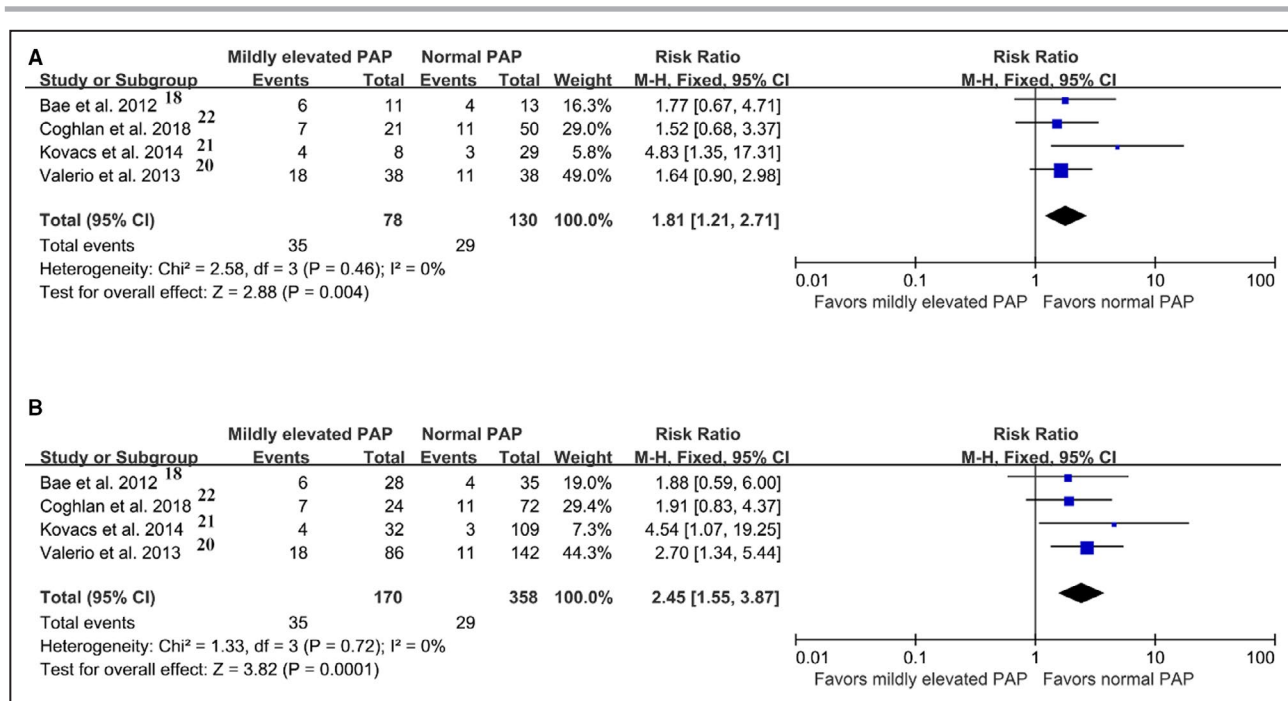 A
Mildly elevated PAP Normal PAP Risk Ratio Risk Ratio
Study or Subgroup Events Total Events Total Weight M-H, Fixed, 95% CI M-H, Fixed, 95% CI
Bae et al. 2012 18 6 11 4 13 16.3% 1.77 [0.67, 4.71]
Coghlan et al. 2018 22 7 21 11 50 29.0% 1.52 [0.68, 3.37]
Kovacs et al. 2014 21 4 8 3 29 5.8% 4.83 [1.35, 17.31]
Valerio et al. 2013 20 18 38 11 38 49.0% 1.64 [0.90, 2.98]
Total (95% CI) 78 130 100.0% 1.81 [1.21, 2.71]
Total events 35 29
Heterogeneity: Chi² = 2.58, df = 3 (P = 0.46); I² = 0%
Test for overall effect: Z = 2.88 (P = 0.004)
0.01 0.1 1 10 100
Favors mildly elevated PAP Favors normal PAP
B
Mildly elevated PAP Normal PAP Risk Ratio Risk Ratio
Study or Subgroup Events Total Events Total Weight M-H, Fixed, 95% CI M-H, Fixed, 95% CI
Bae et al. 2012 18 6 28 4 35 19.0% 1.88 [0.59, 6.00]
Coghlan et al. 2018 22 7 24 11 72 29.4% 1.91 [0.83, 4.37]
Kovacs et al. 2014 21 4 32 3 109 7.3% 4.54 [1.07, 19.25]
Valerio et al. 2013 20 18 86 11 142 44.3% 2.70 [1.34, 5.44]
Total (95% CI) 170 358 100.0% 2.45 [1.55, 3.87]
Total events 35 29
Heterogeneity: Chi² = 1.33, df = 3 (P = 0.72); I² = 0%
Test for overall effect: Z = 3.82 (P = 0.0001)
0.01 0.1 1 10 100
Favors mildly elevated PAP Favors normal PAP